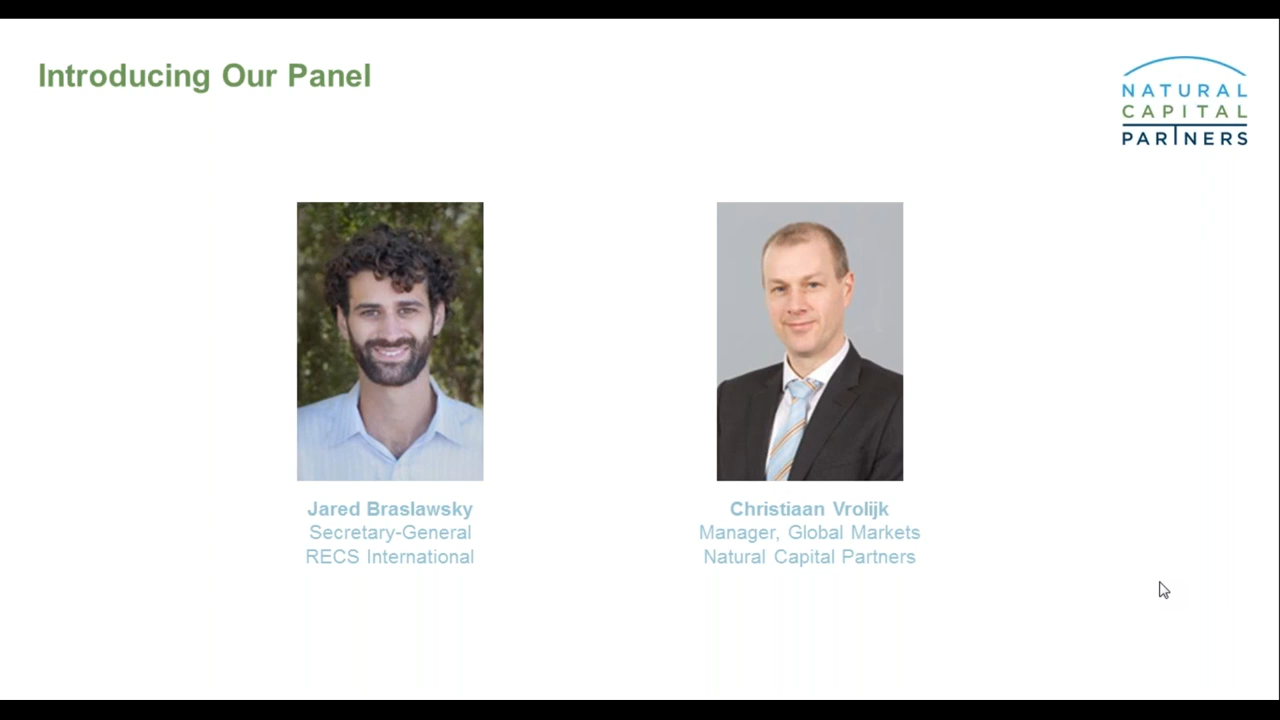 Introducing Our Panel
NATURAL
CAPITAL
PARTNERS
Jared Braslawsky
Secretary-General
RECS International
Christiaan Vrolijk
Manager, Global Markets
Natural Capital Partners